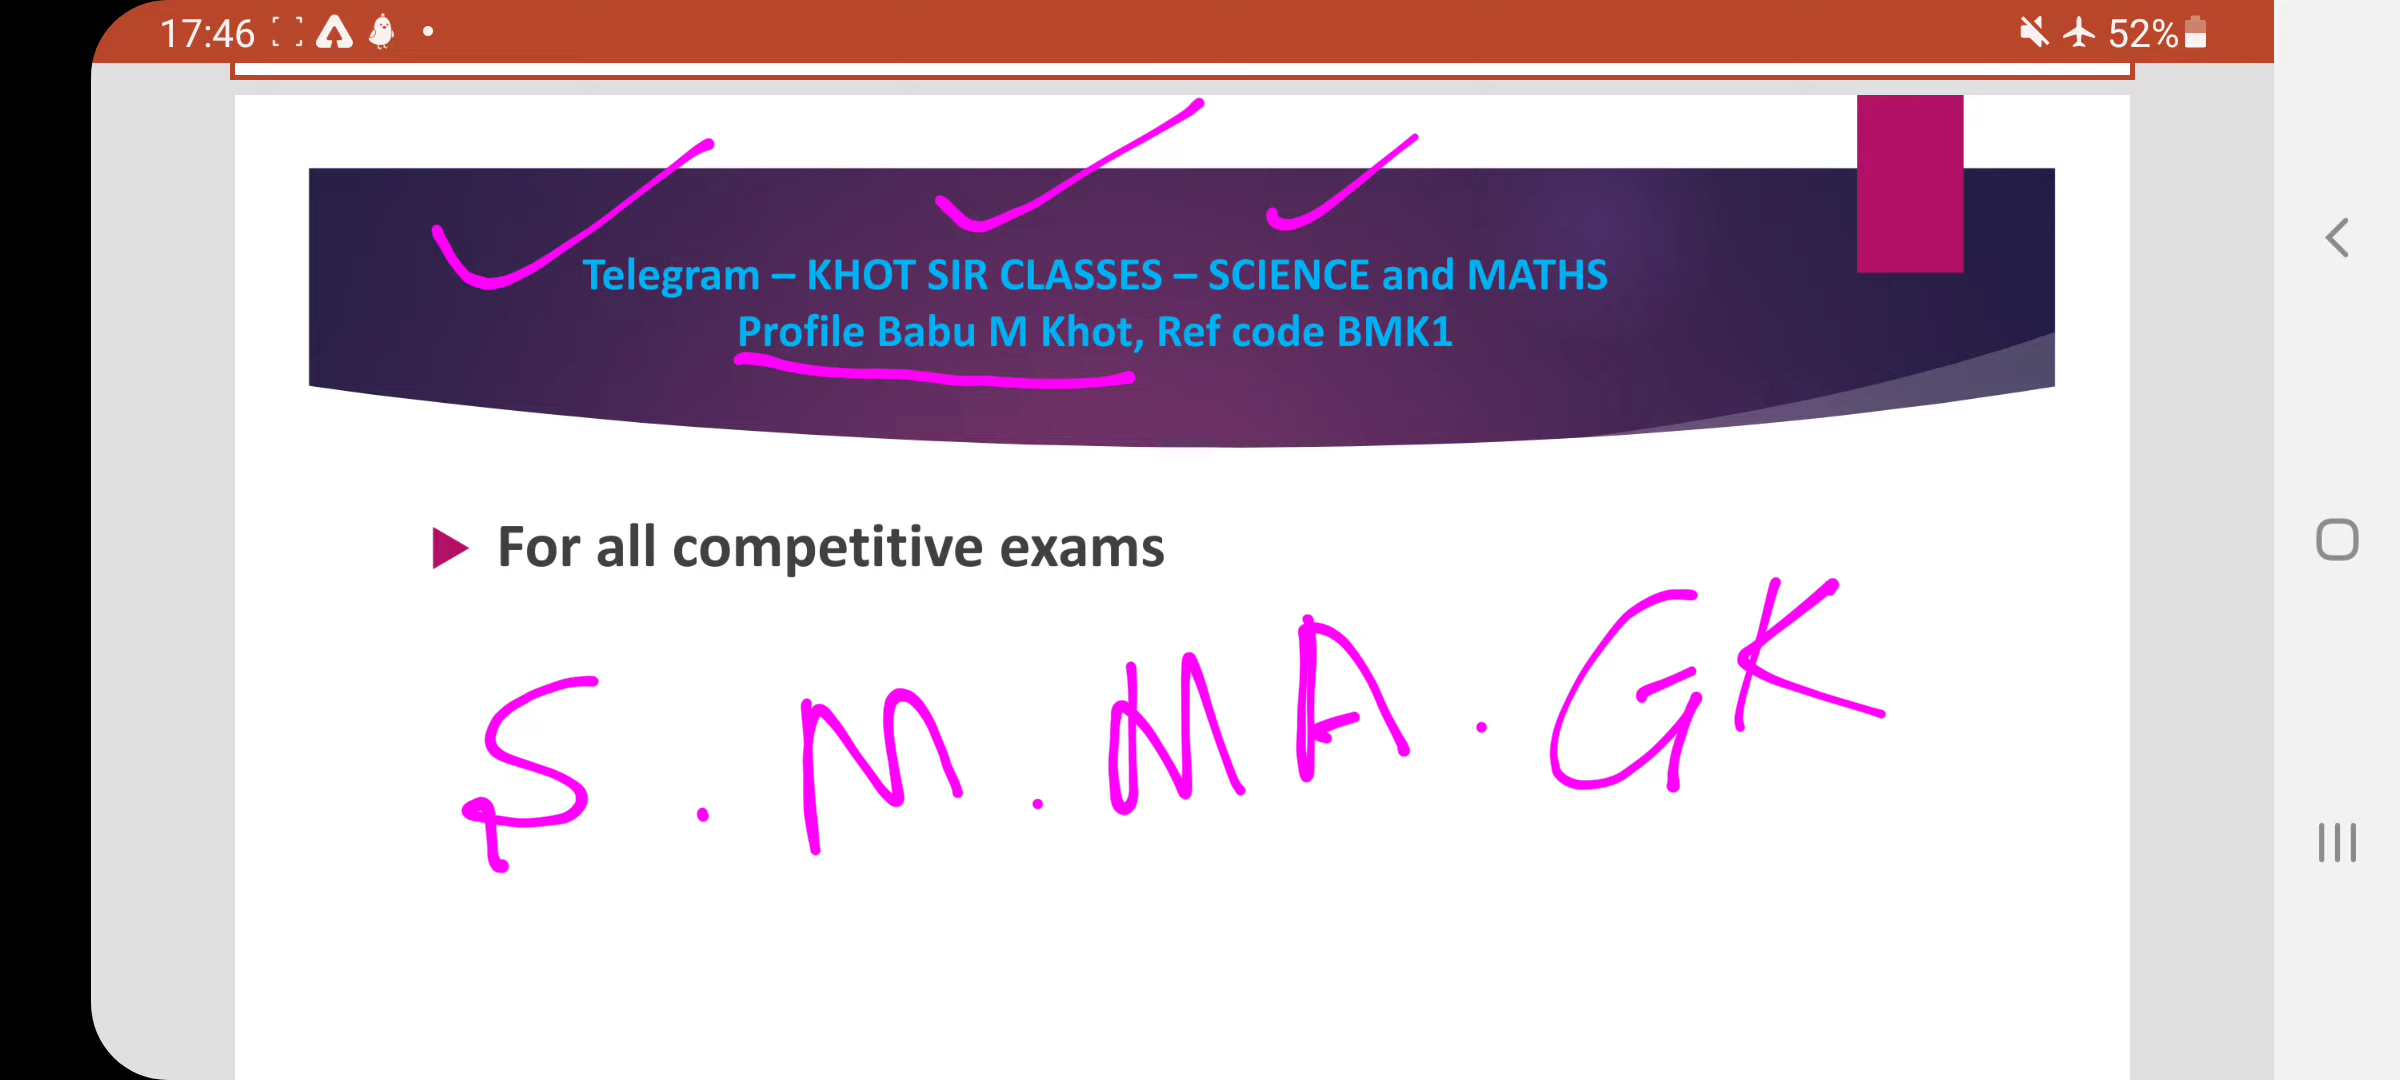 17:46 52%
Telegram – KHOT SIR CLASSES – SCIENCE and MATHS
Profile Babu M Khot, Ref code BMK1
For all competitive exams
S . M . MA . GK